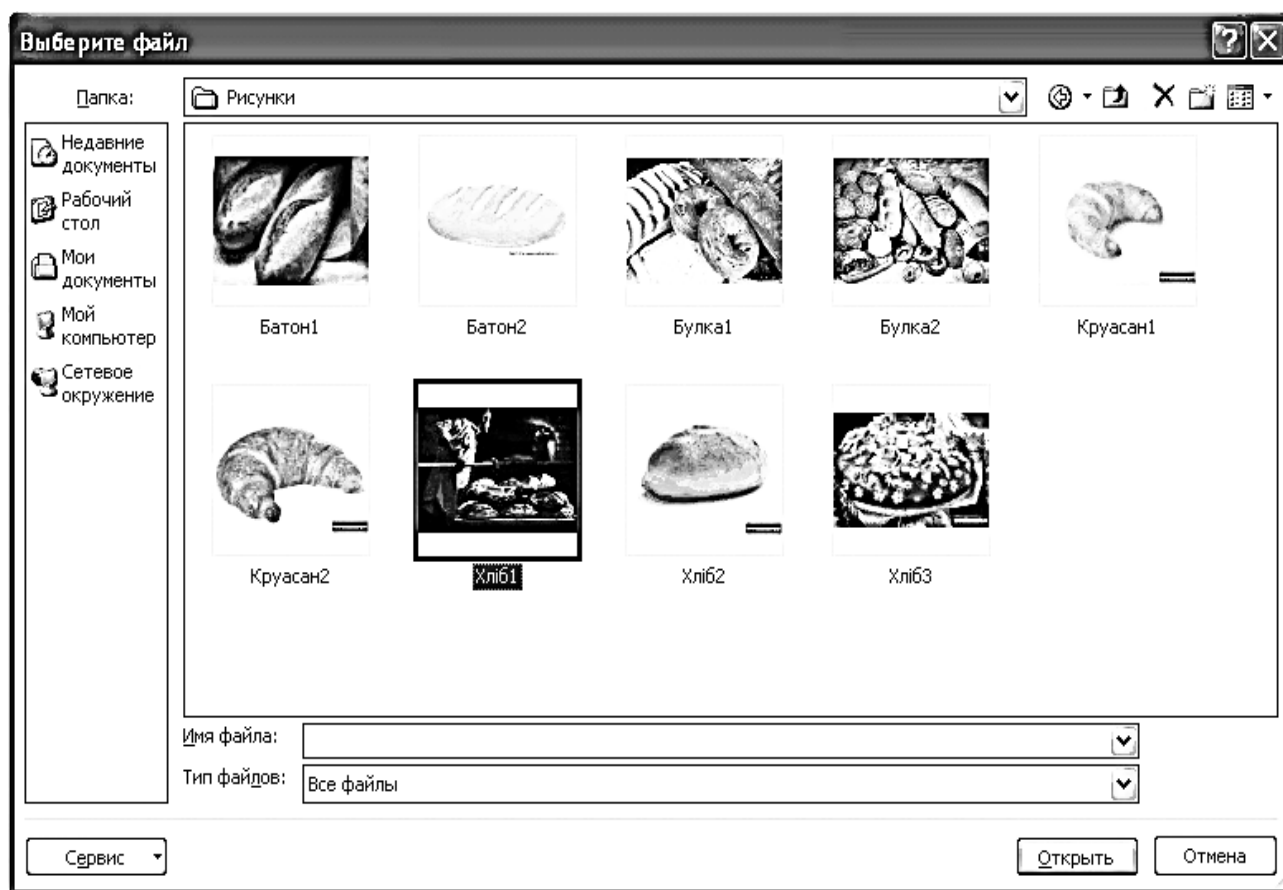 Выберите файл
Папка:
Рисунки
Недавние
документы
Рабочий
стол
Мои
документы
Мой
компьютер
Сетевое
окружение
Батон1
Батон2
Булка1
Булка2
Круасан1
Круасан2
Хліб1
Хліб2
Хліб3
Имя файла:
Тип файлов:
Все файлы
Сервис
Открыть
Отмена